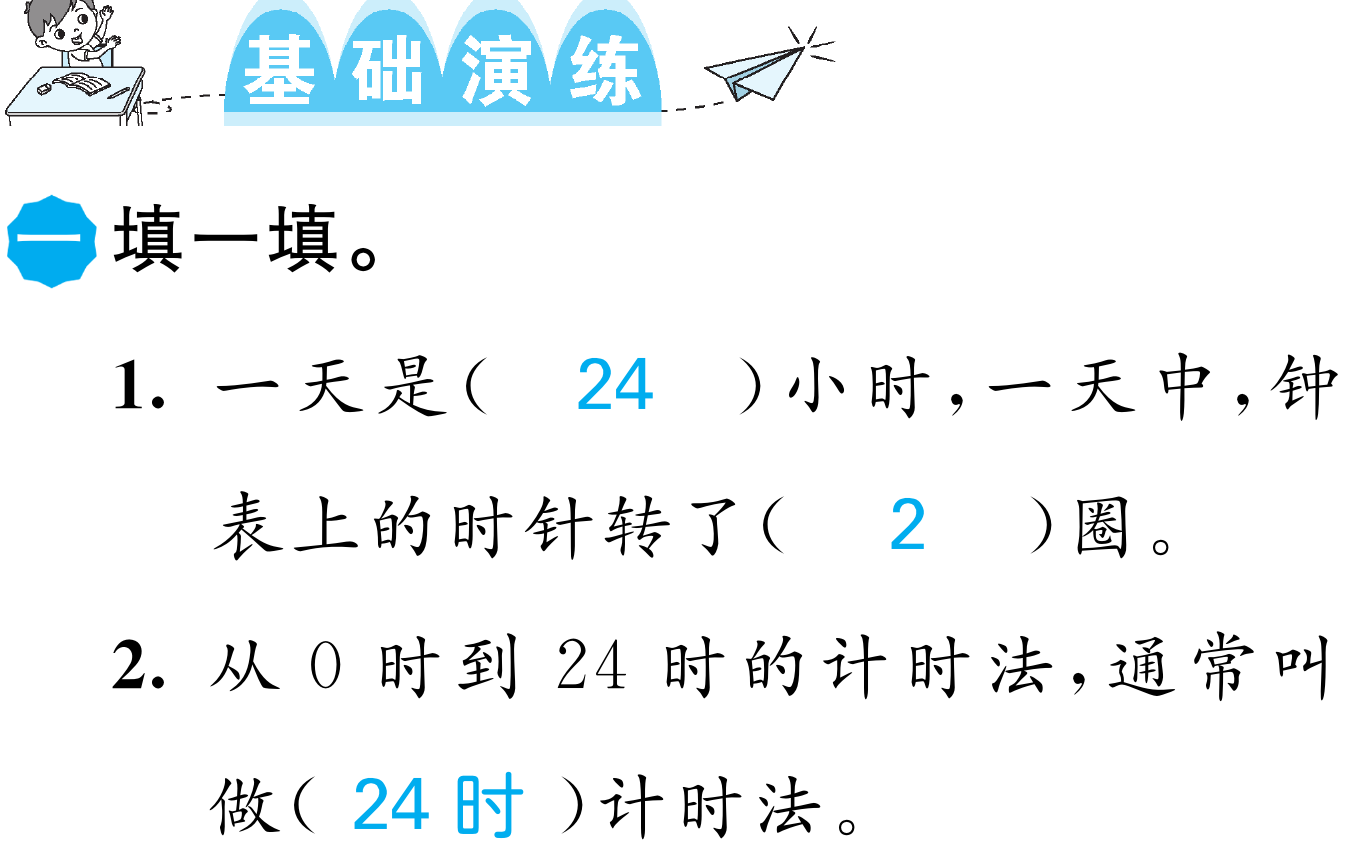 基础演练
一 填一填。
1. 一天是( 24 )小时,一天中,钟
表上的时针转了( 2 )圈。
2. 从 0 时到 24 时的计时法,通常叫
做( 24 时 )计时法。